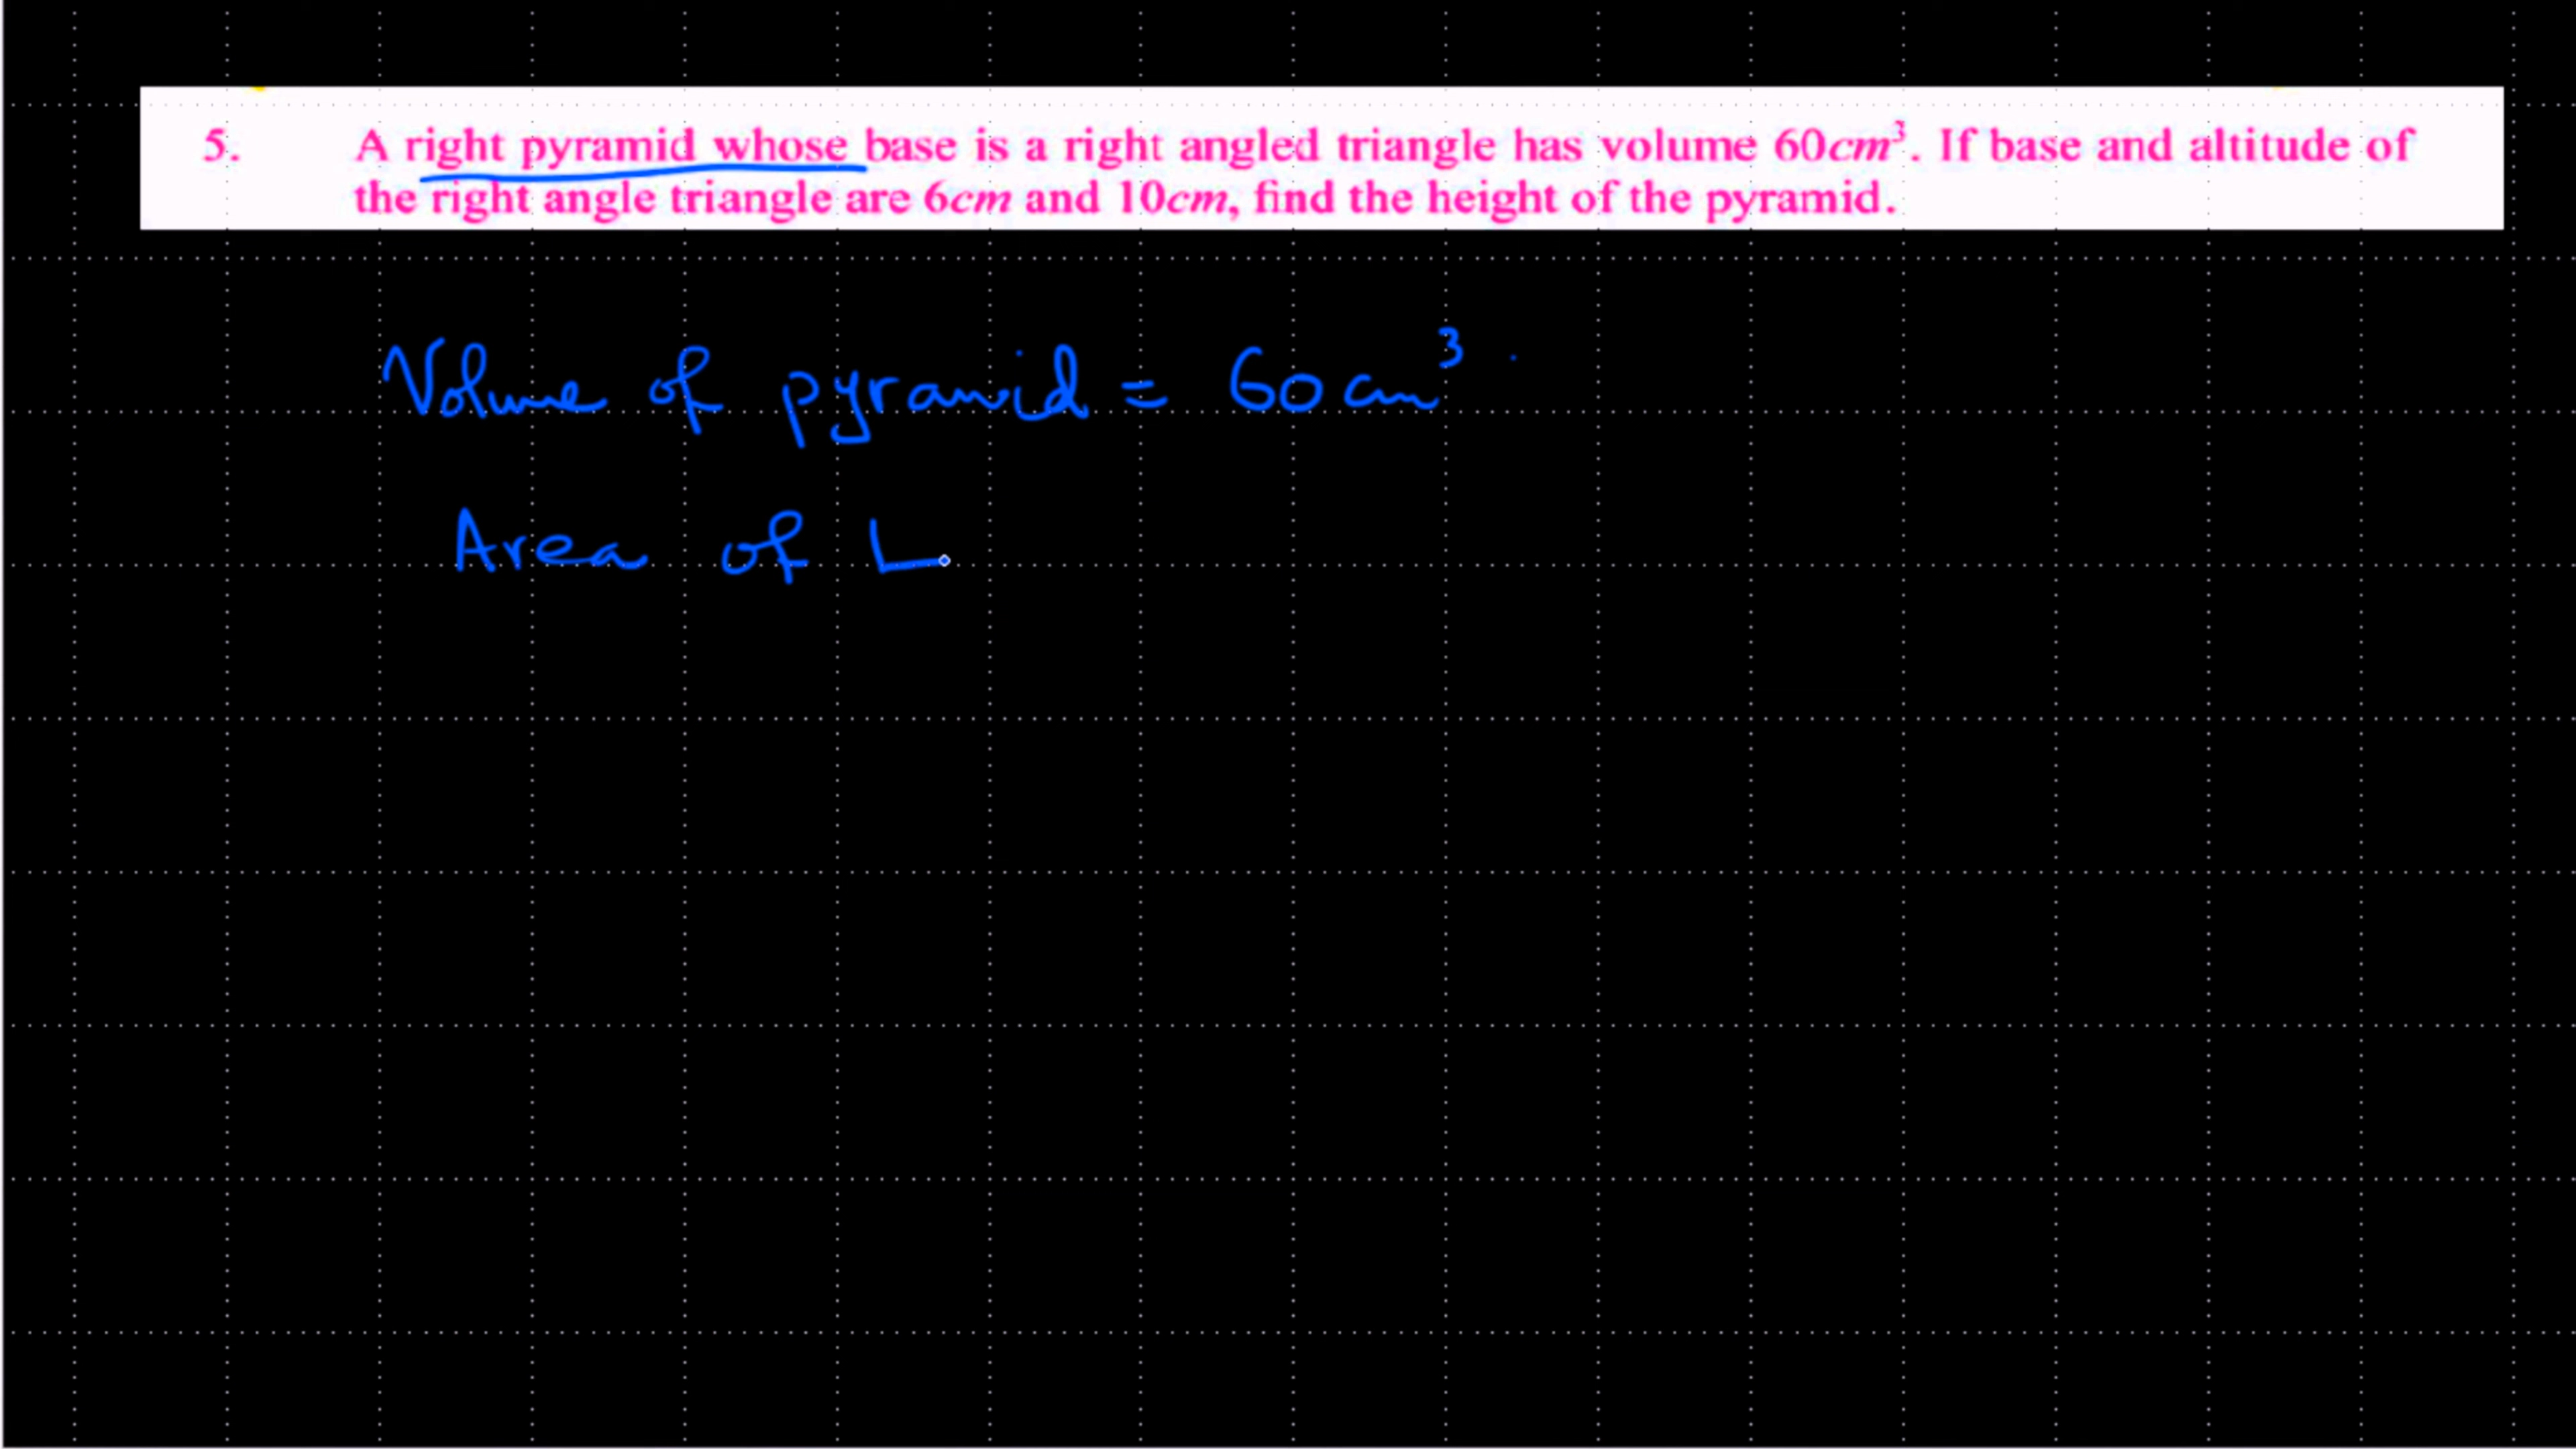 5. A right pyramid whose base is a right angled triangle has volume 60cm³. If base and altitude of
the right angle triangle are 6cm and 10cm, find the height of the pyramid.
Volume of pyramid = 60 cm³.
Area of